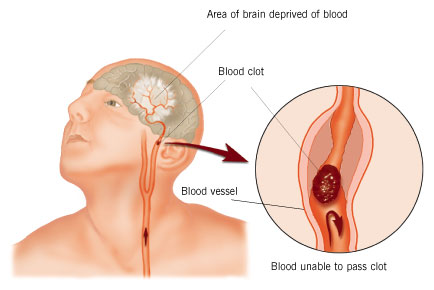 Area of brain deprived of blood
Blood clot
Blood vessel
Blood unable to pass clot